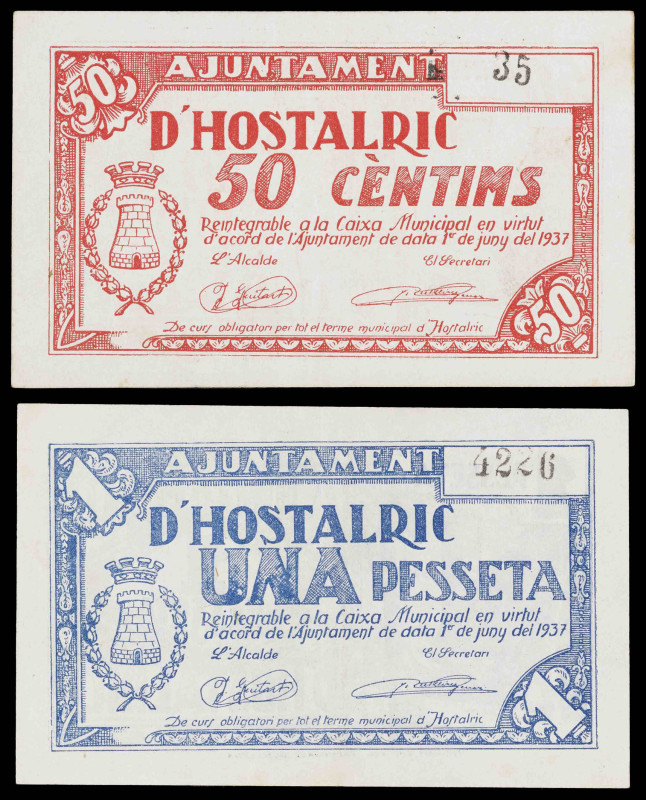 50
AJUNTAMENT
35
D'HOSTALRIC
50 CÈNTIMS
Reintegrable a la Caixa Municipal en virtut
d'acord de l'Ajuntament de data 1er de juny del 1937
L'Alcalde El Secretari
De curs obligatori per tot el terme municipal d'Hostalric
50
1
AJUNTAMENT
4226
D'HOSTALRIC
UNA PESSETA
Reintegrable a la Caixa Municipal en virtut
d'acord de l'Ajuntament de data 1er de juny del 1937
L'Alcalde El Secretari
De curs obligatori per tot el terme municipal d'Hostalric
1